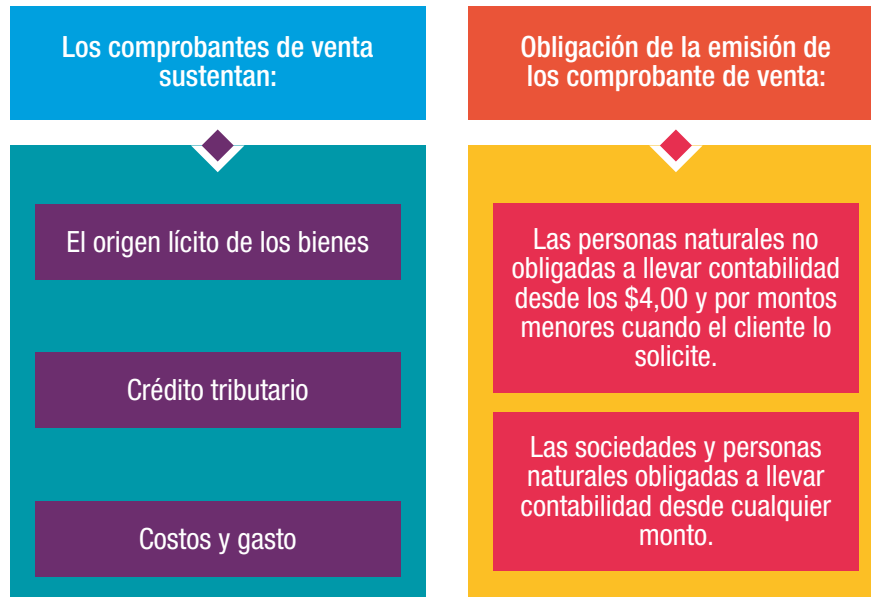 Los comprobantes de venta
sustentan:
El origen lícito de los bienes
Crédito tributario
Costos y gasto
Obligación de la emisión de
los comprobante de venta:
Las personas naturales no
obligadas a llevar contabilidad
desde los $4,00 y por montos
menores cuando el cliente lo
solicite.
Las sociedades y personas
naturales obligadas a llevar
contabilidad desde cualquier
monto.